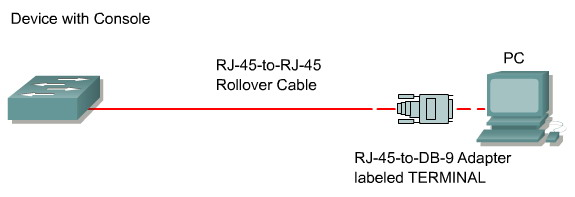 Device with Console
RJ-45-to-RJ-45
Rollover Cable
PC
RJ-45-to-DB-9 Adapter
labeled TERMINAL